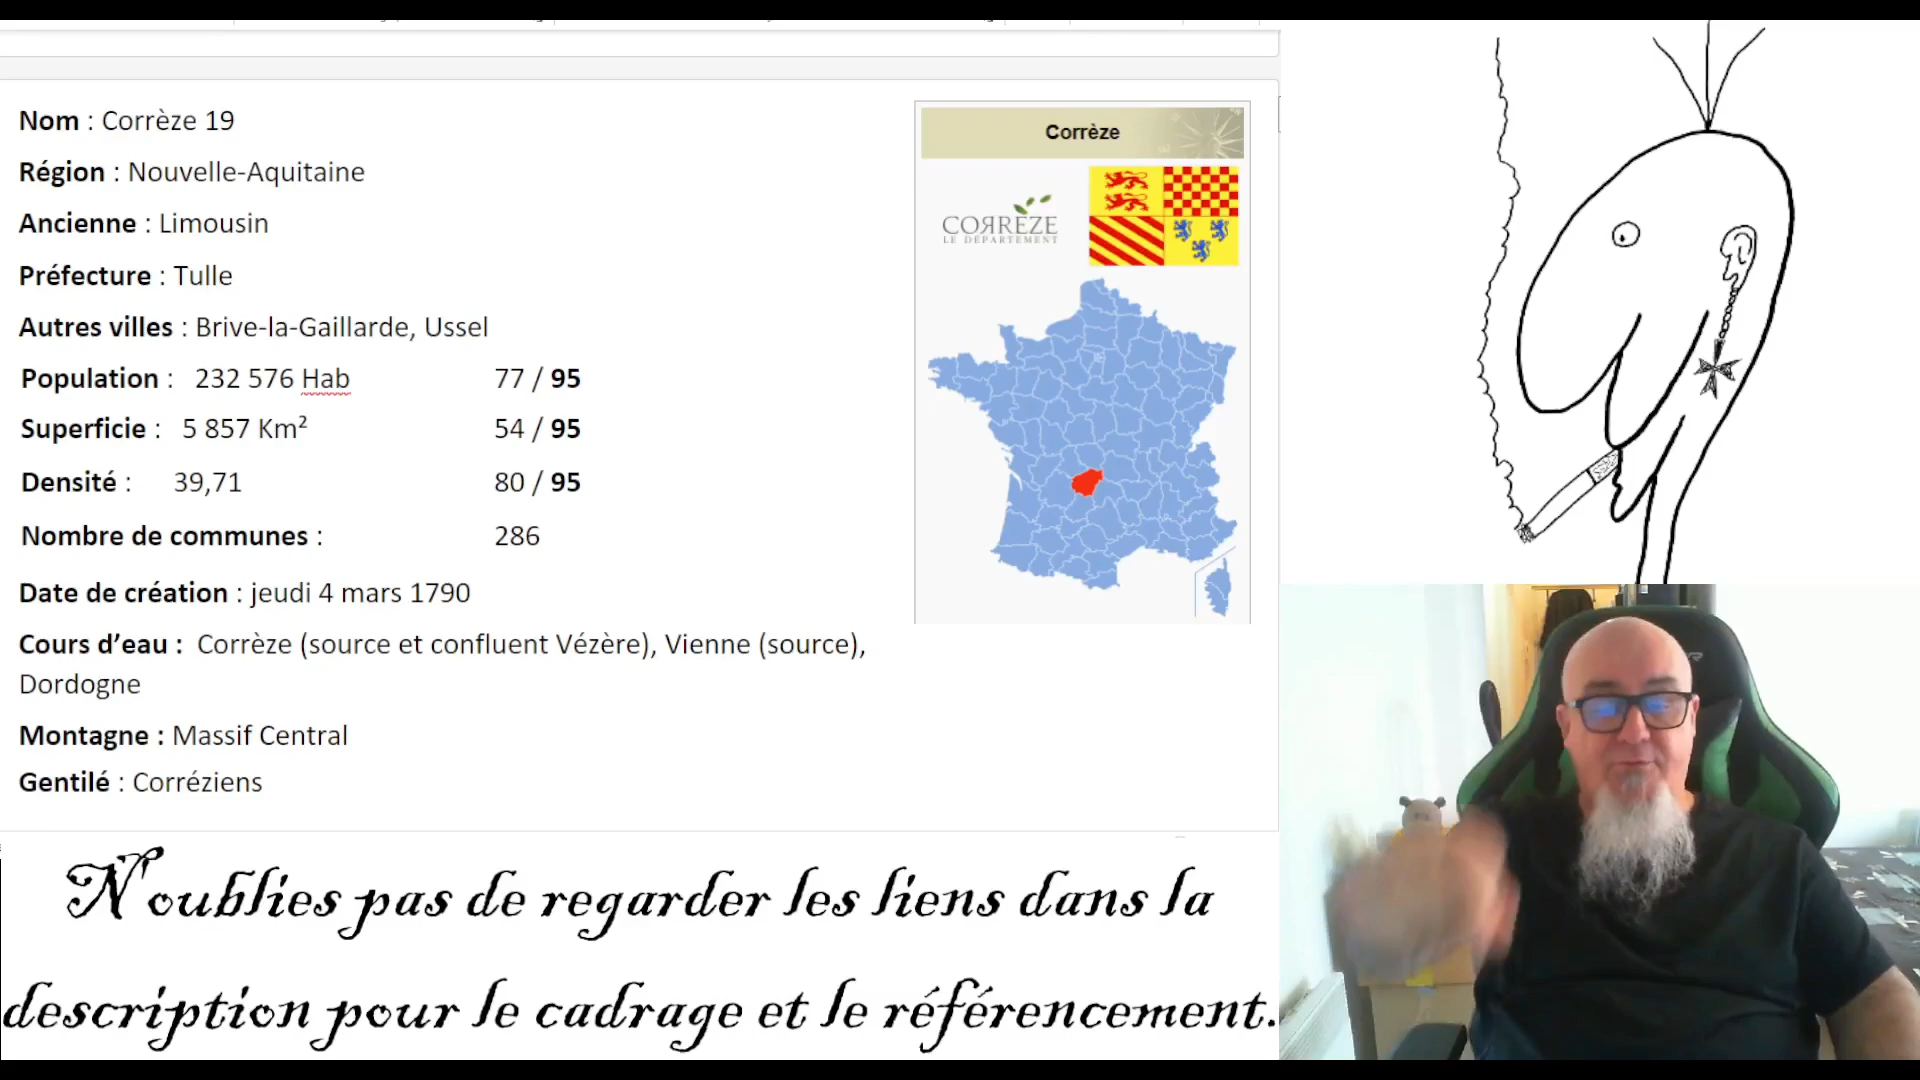 Nom : Corrèze 19
Région : Nouvelle-Aquitaine
Ancienne : Limousin
Préfecture : Tulle
Autres villes : Brive-la-Gaillarde, Ussel
Population : 232 576 Hab 77 / 95
Superficie : 5 857 Km² 54 / 95
Densité : 39,71 80 / 95
Nombre de communes : 286
Date de création : jeudi 4 mars 1790
Cours d’eau : Corrèze (source et confluent Vézère), Vienne (source),
Dordogne
Montagne : Massif Central
Gentilé : Corréziens
Corrèze
CORRÈZE
LE DÉPARTEMENT
N'oublies pas de regarder les liens dans la
description pour le cadrage et le référencement.